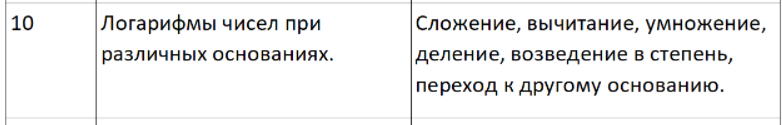 10
Логарифмы чисел при
различных основаниях.
Сложение, вычитание, умножение,
деление, возведение в степень,
переход к другому основанию.